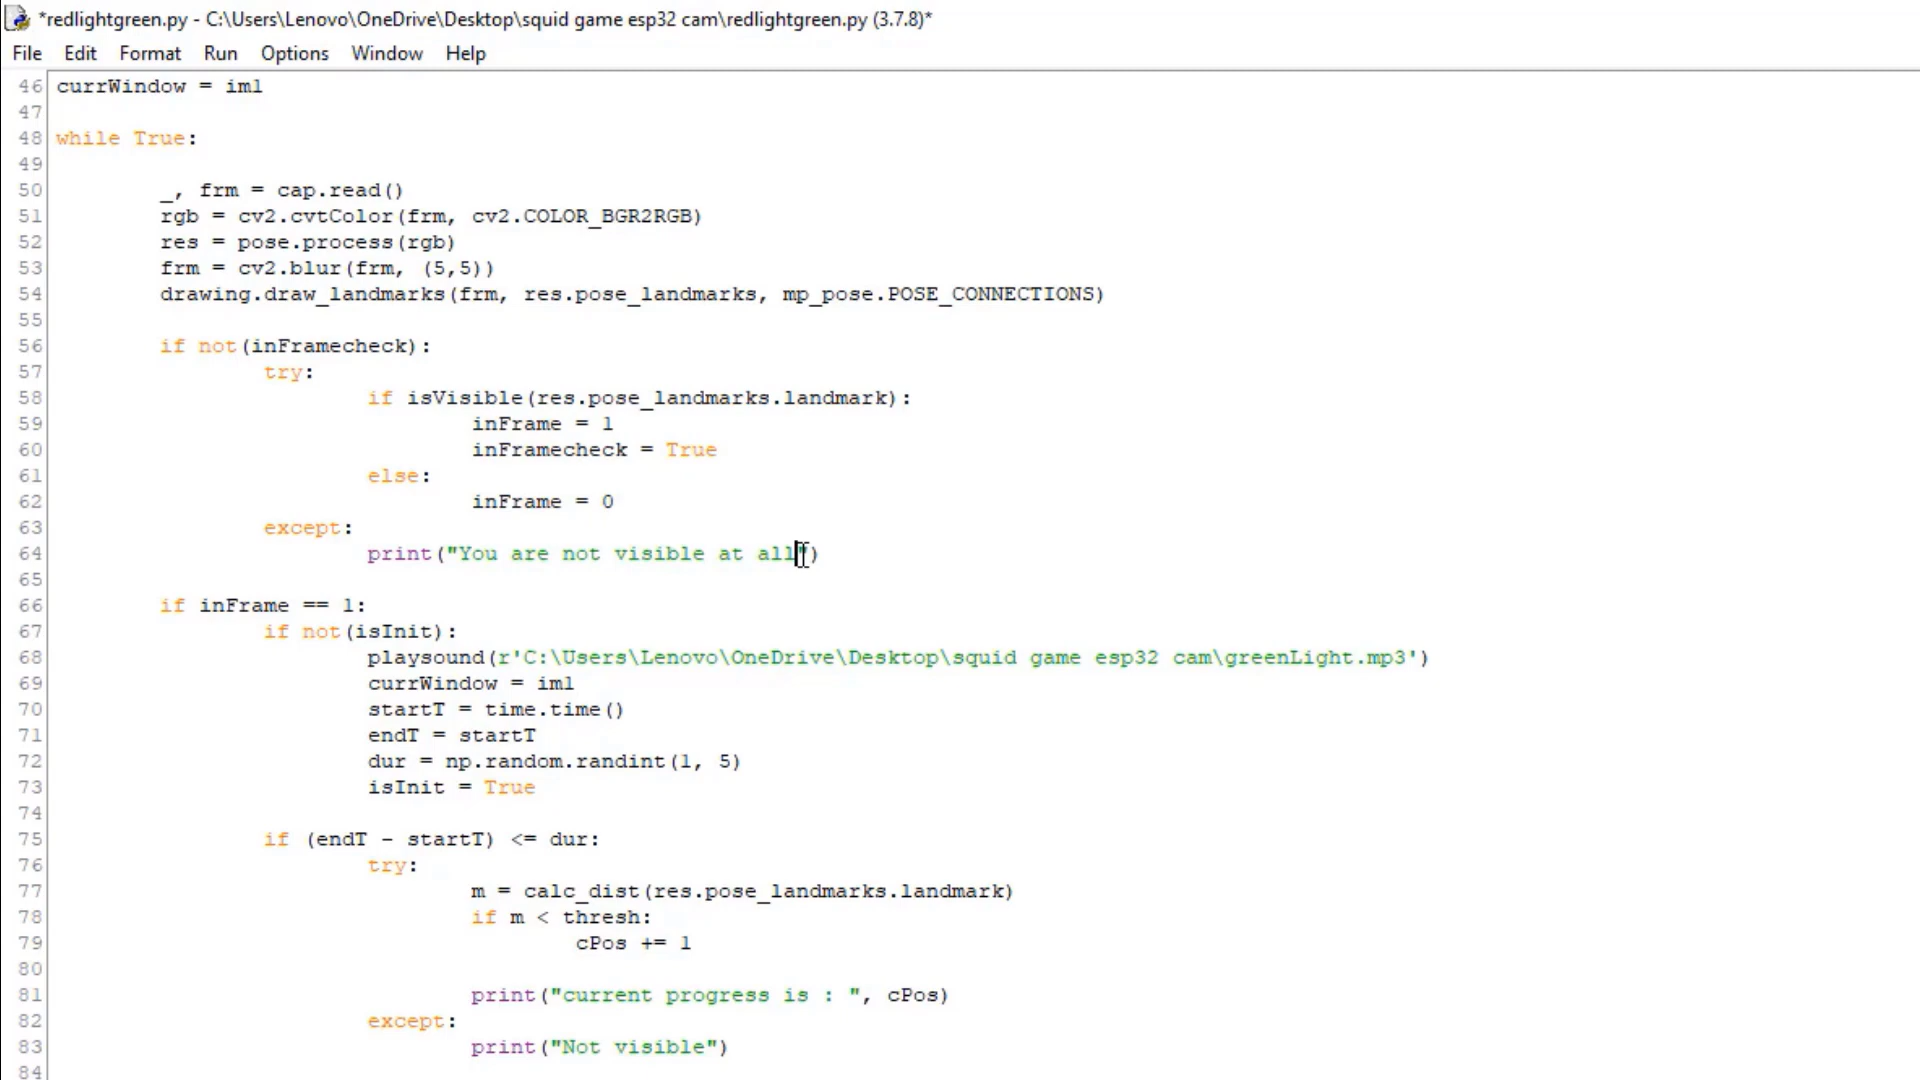 *redlightgreen.py - C:\Users\Lenovo\OneDrive\Desktop\squid game esp32 cam\redlightgreen.py (3.7.8)*
File Edit Format Run Options Window Help
46 currWindow = im1
47
48 while True:
49
50 _, frm = cap.read()
51 rgb = cv2.cvtColor(frm, cv2.COLOR_BGR2RGB)
52 res = pose.process(rgb)
53 frm = cv2.blur(frm, (5,5))
54 drawing.draw_landmarks(frm, res.pose_landmarks, mp_pose.POSE_CONNECTIONS)
55
56 if not(inFramecheck):
57 try:
58 if isVisible(res.pose_landmarks.landmark):
59 inFrame = 1
60 inFramecheck = True
61 else:
62 inFrame = 0
63 except:
64 print("You are not visible at all")
65
66 if inFrame == 1:
67 if not(isInit):
68 playsound(r'C:\Users\Lenovo\OneDrive\Desktop\squid game esp32 cam\greenLight.mp3')
69 currWindow = im1
70 startT = time.time()
71 endT = startT
72 dur = np.random.randint(1, 5)
73 isInit = True
74
75 if (endT - startT) <= dur:
76 try:
77 m = calc_dist(res.pose_landmarks.landmark)
78 if m < thresh:
79 cPos += 1
80
81 print("current progress is : ", cPos)
82 except:
83 print("Not visible")
84